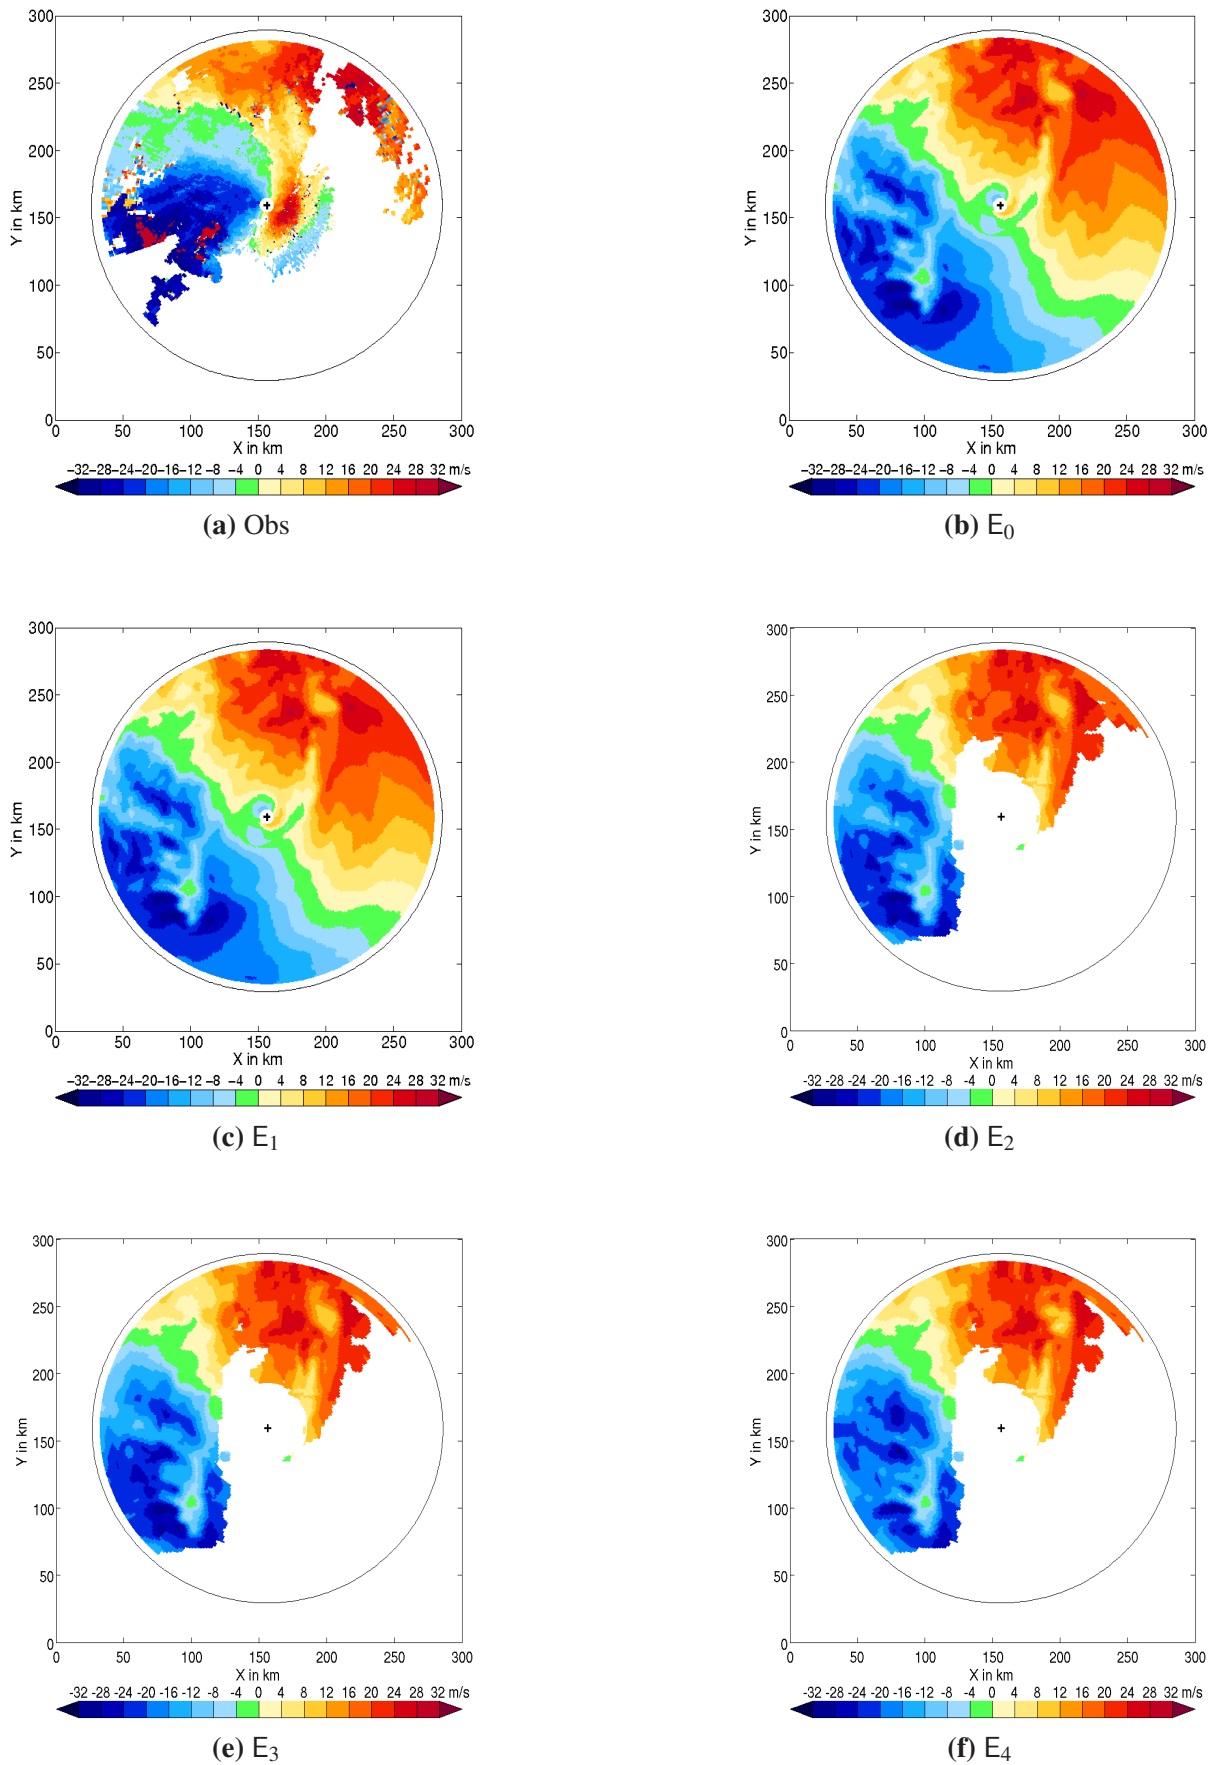 300
250
200
150
100
50
0
Y in km
0 50 100 150 200 250 300
X in km
−32−28−24−20−16−12 −8 −4 0 4 8 12 16 20 24 28 32 m/s
(a) Obs
300
250
200
150
100
50
0
Y in km
0 50 100 150 200 250 300
X in km
−32−28−24−20−16−12 −8 −4 0 4 8 12 16 20 24 28 32 m/s
(b) E0
300
250
200
150
100
50
0
Y in km
0 50 100 150 200 250 300
X in km
−32−28−24−20−16−12 −8 −4 0 4 8 12 16 20 24 28 32 m/s
(c) E1
300
250
200
150
100
50
0
Y in km
0 50 100 150 200 250 300
X in km
-32 -28 -24 -20 -16 -12 -8 -4 0 4 8 12 16 20 24 28 32 m/s
(d) E2
300
250
200
150
100
50
0
Y in km
0 50 100 150 200 250 300
X in km
-32 -28 -24 -20 -16 -12 -8 -4 0 4 8 12 16 20 24 28 32 m/s
(e) E3
300
250
200
150
100
50
0
Y in km
0 50 100 150 200 250 300
X in km
-32 -28 -24 -20 -16 -12 -8 -4 0 4 8 12 16 20 24 28 32 m/s
(f) E4